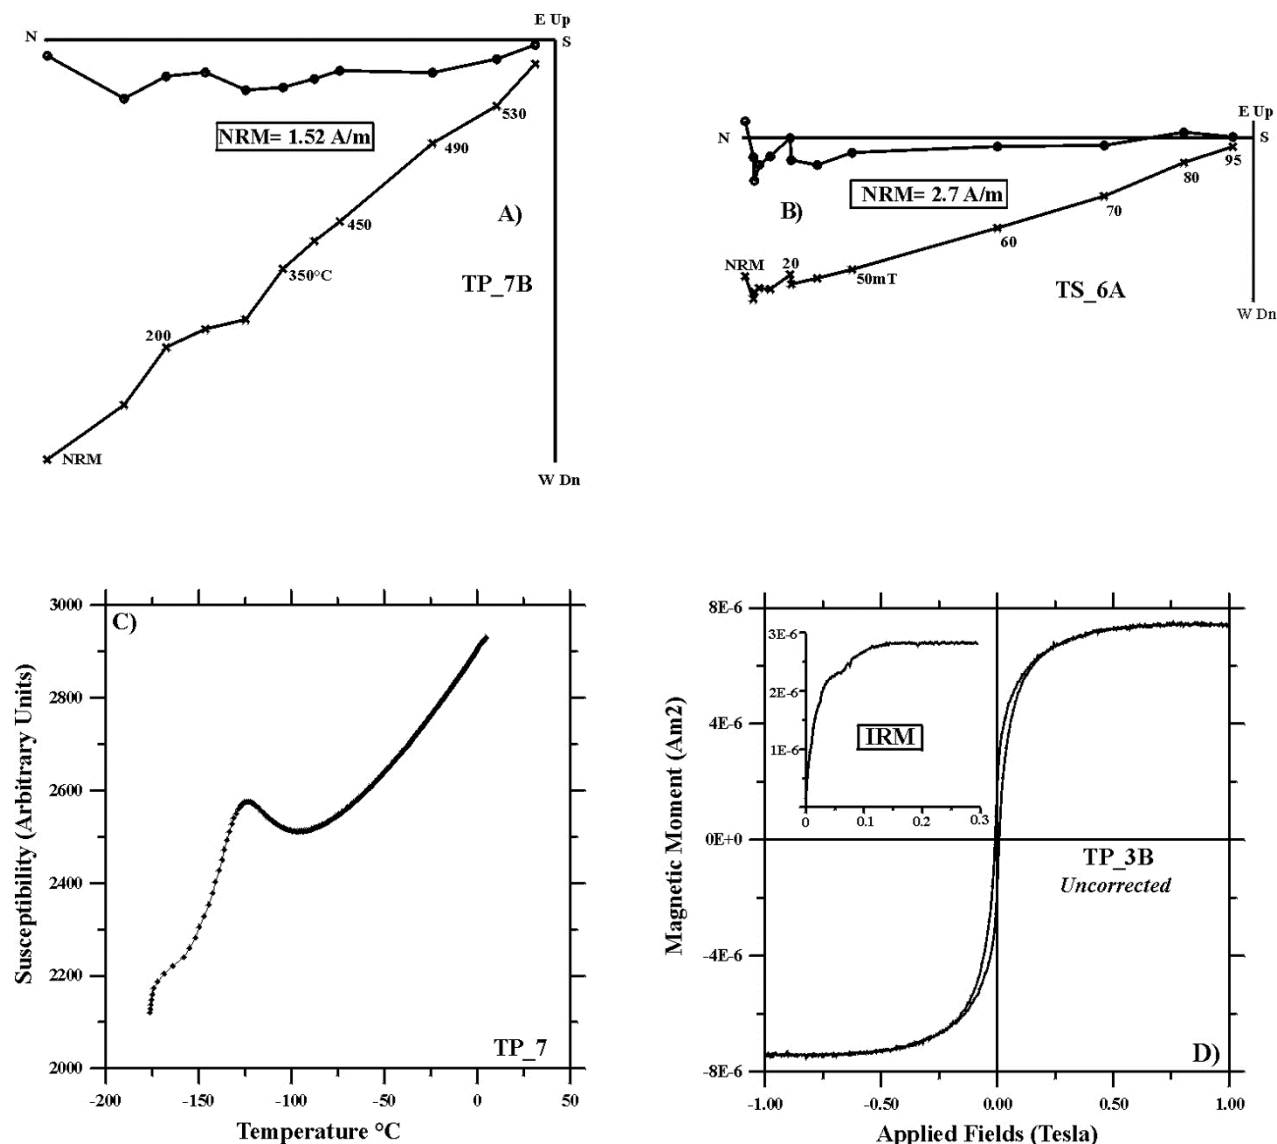 E Up
N
S
NRM= 1.52 A/m
530
490
A)
450
350°C
TP_7B
200
NRM
W Dn
E Up
N
S
95
80
B)
NRM= 2.7 A/m
70
60
NRM
20
50mT
TS_6A
W Dn
C)
3000
2800
2600
2400
2200
2000
Susceptibility (Arbitrary Units)
TP_7
-200
-150
-100
-50
0
50
Temperature °C
8E-6
4E-6
0E+0
-4E-6
-8E-6
Magnetic Moment (Am2)
3E-6
2E-6
1E-6
IRM
0
0.1
0.2
0.3
TP_3B
Uncorrected
D)
-1.00
-0.50
0.00
0.50
1.00
Applied Fields (Tesla)